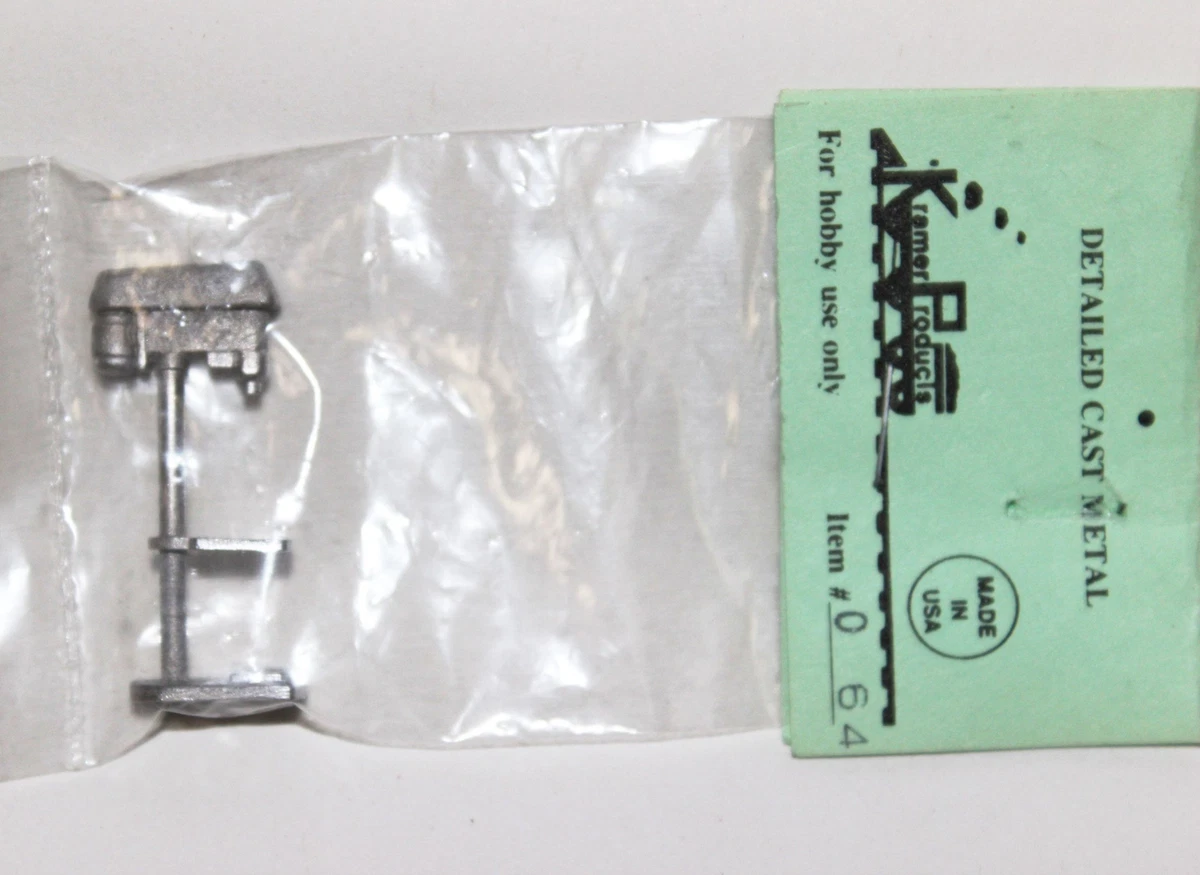 DETAILED CAST METAL
MADE
IN
USA
Kramer Products
For hobby use only
Item # 0 64